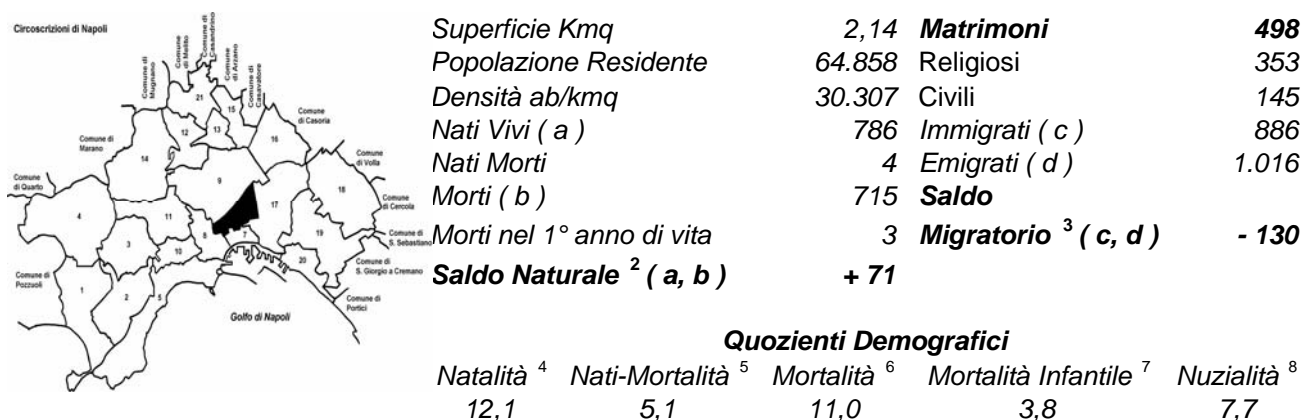 Circoscrizioni di Napoli
Comune di Mugnano
Comune di Melito
Comune di Casandrino
Comune di Arzano
Comune di Casavatore
Comune di Casoria
Comune di Marano
Comune di Volla
Comune di Quarto
Comune di Cercola
Comune di S. Sebastiano
Comune di S. Giorgio a Cremano
Comune di Pozzuoli
Comune di Portici
Golfo di Napoli
21
15
12
13
16
14
9
18
4
11
17
8
7
19
3
10
20
1
2
5
Superficie Kmq 2,14 Matrimoni 498
Popolazione Residente 64.858 Religiosi 353
Densità ab/kmq 30.307 Civili 145
Nati Vivi ( a ) 786 Immigrati ( c ) 886
Nati Morti 4 Emigrati ( d ) 1.016
Morti ( b ) 715 Saldo
Morti nel 1° anno di vita 3 Migratorio 3 ( c, d ) - 130
Saldo Naturale 2 ( a, b ) + 71
Quozienti Demografici
Natalità 4 Nati-Mortalità 5 Mortalità 6 Mortalità Infantile 7 Nuzialità 8
12,1 5,1 11,0 3,8 7,7